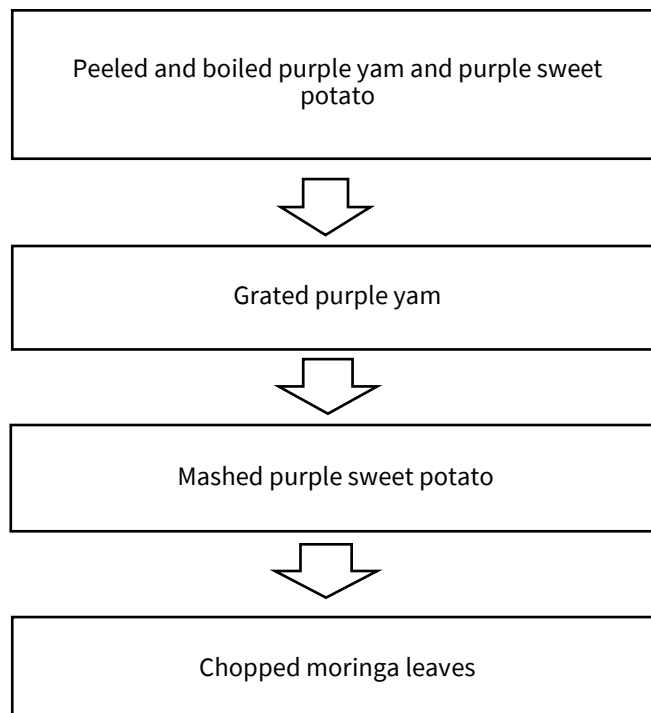 Peeled and boiled purple yam and purple sweet
potato
Grated purple yam
Mashed purple sweet potato
Chopped moringa leaves